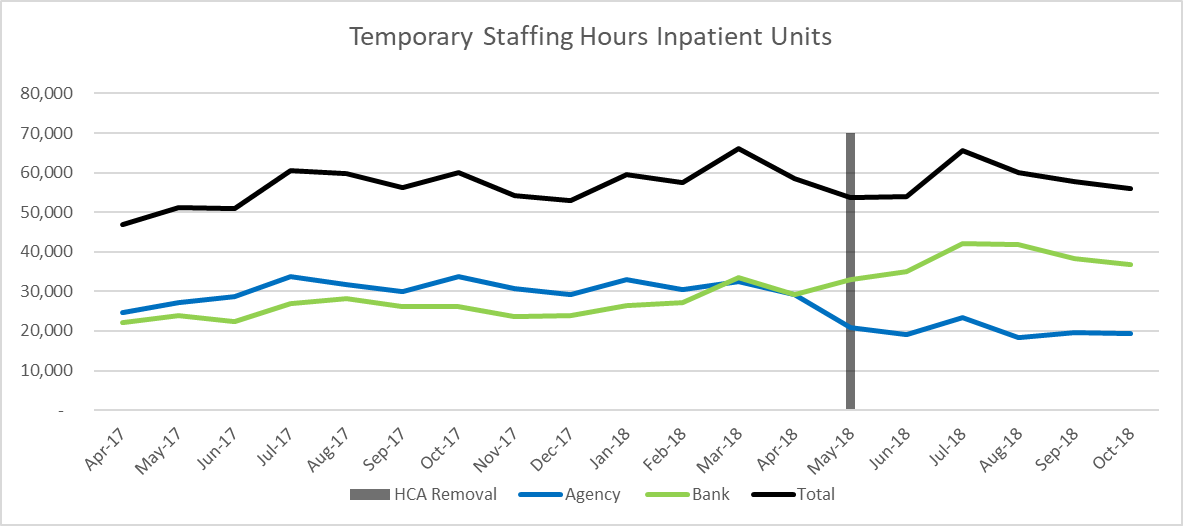 Temporary Staffing Hours Inpatient Units
80,000
70,000
60,000
50,000
40,000
30,000
20,000
10,000
-
Apr-17
May-17
Jun-17
Jul-17
Aug-17
Sep-17
Oct-17
Nov-17
Dec-17
Jan-18
Feb-18
Mar-18
Apr-18
May-18
Jun-18
Jul-18
Aug-18
Sep-18
Oct-18
HCA Removal Agency Bank Total